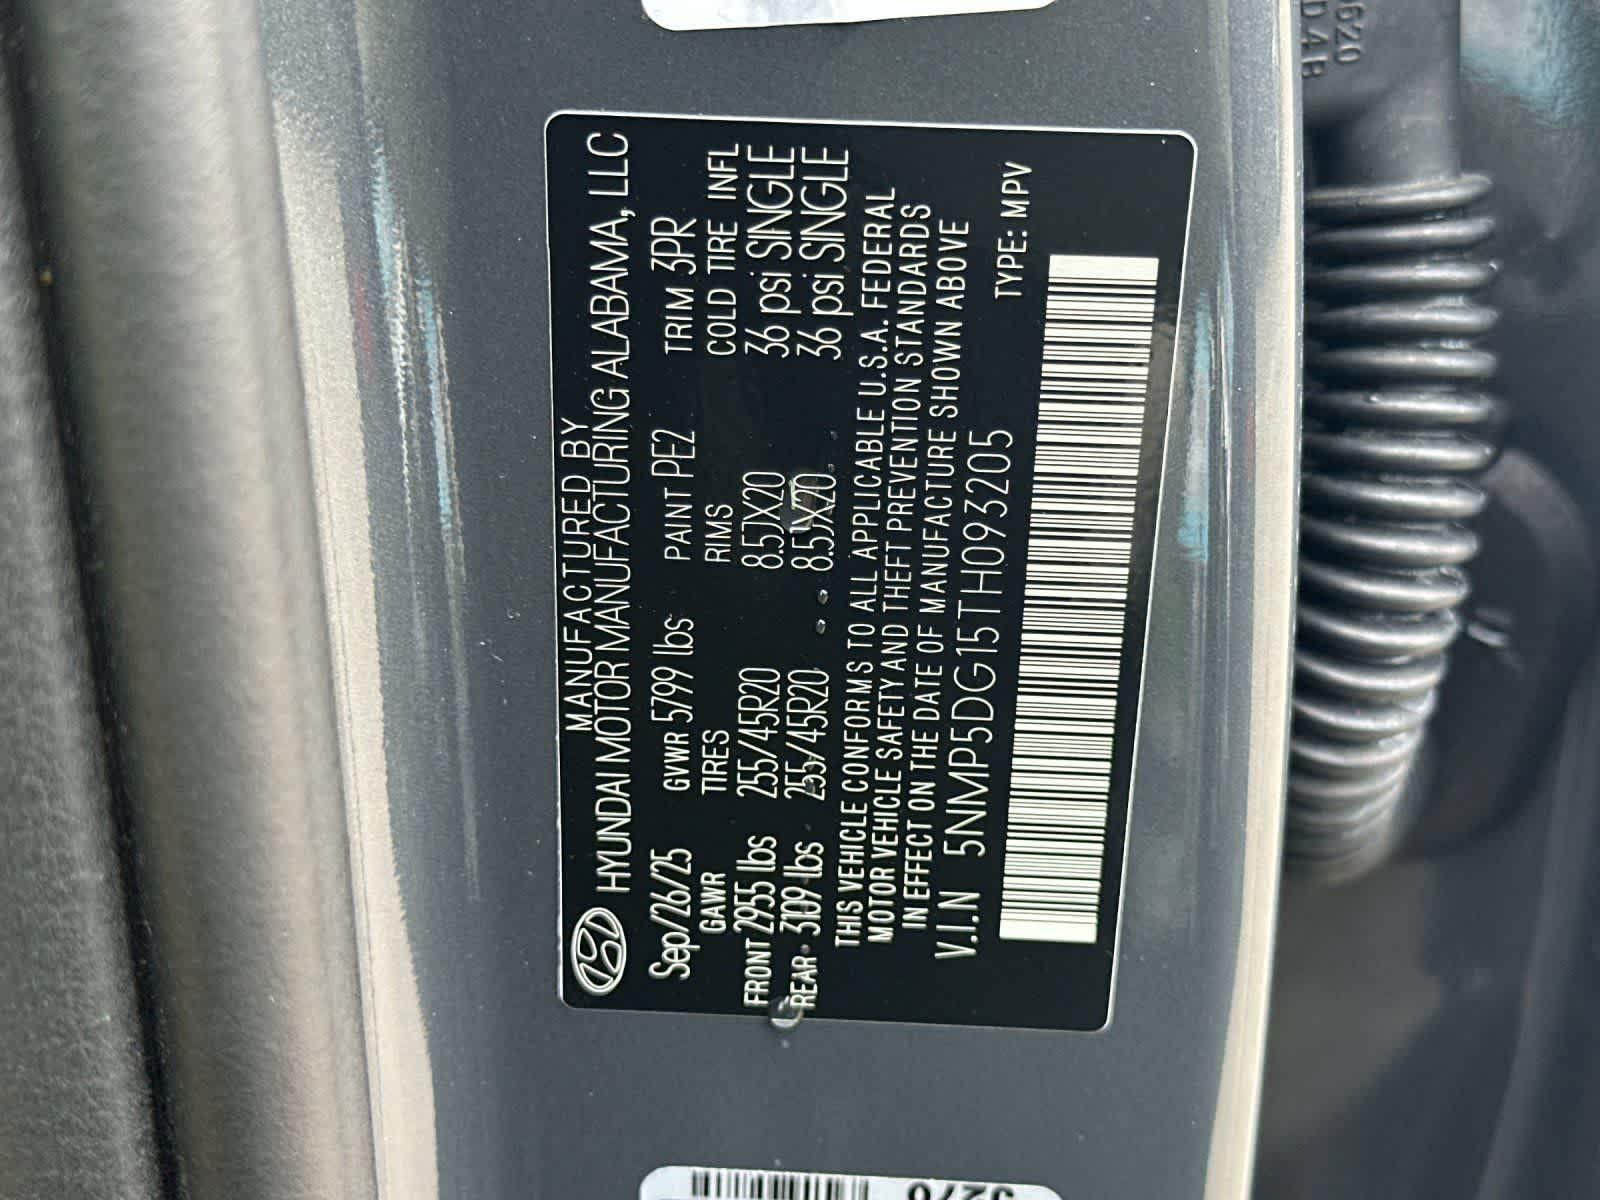 MANUFACTURED BY
HYUNDAI MOTOR MANUFACTURING ALABAMA, LLC
Sep/26/25 GVWR 5799 lbs PAINT PE2 TRIM 3PR
GAWR TIRES RIMS COLD TIRE INFL
FRONT 2955 lbs 255/45R20 8.5JX20 36 psi SINGLE
REAR 3109 lbs 255/45R20 8.5JX20 36 psi SINGLE
THIS VEHICLE CONFORMS TO ALL APPLICABLE U.S.A. FEDERAL
MOTOR VEHICLE SAFETY AND THEFT PREVENTION STANDARDS
IN EFFECT ON THE DATE OF MANUFACTURE SHOWN ABOVE
V.I.N 5NMP5DG15TH093205 TYPE: MPV